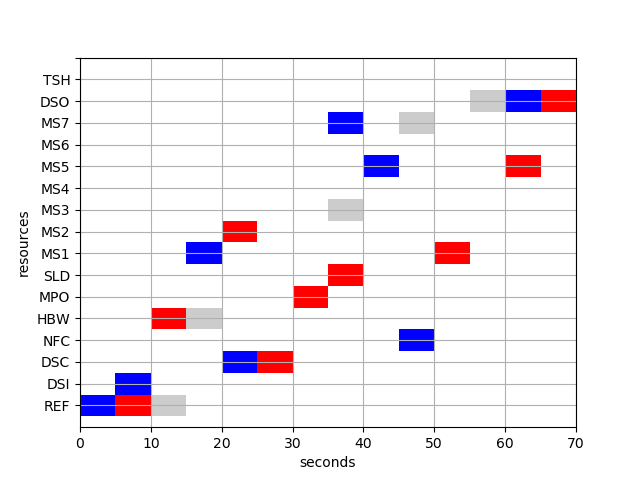 TSH
DSO
MS7
MS6
MS5
MS4
MS3
MS2
MS1
SLD
MPO
HBW
NFC
DSC
DSI
REF
resources
0 10 20 30 40 50 60 70
seconds